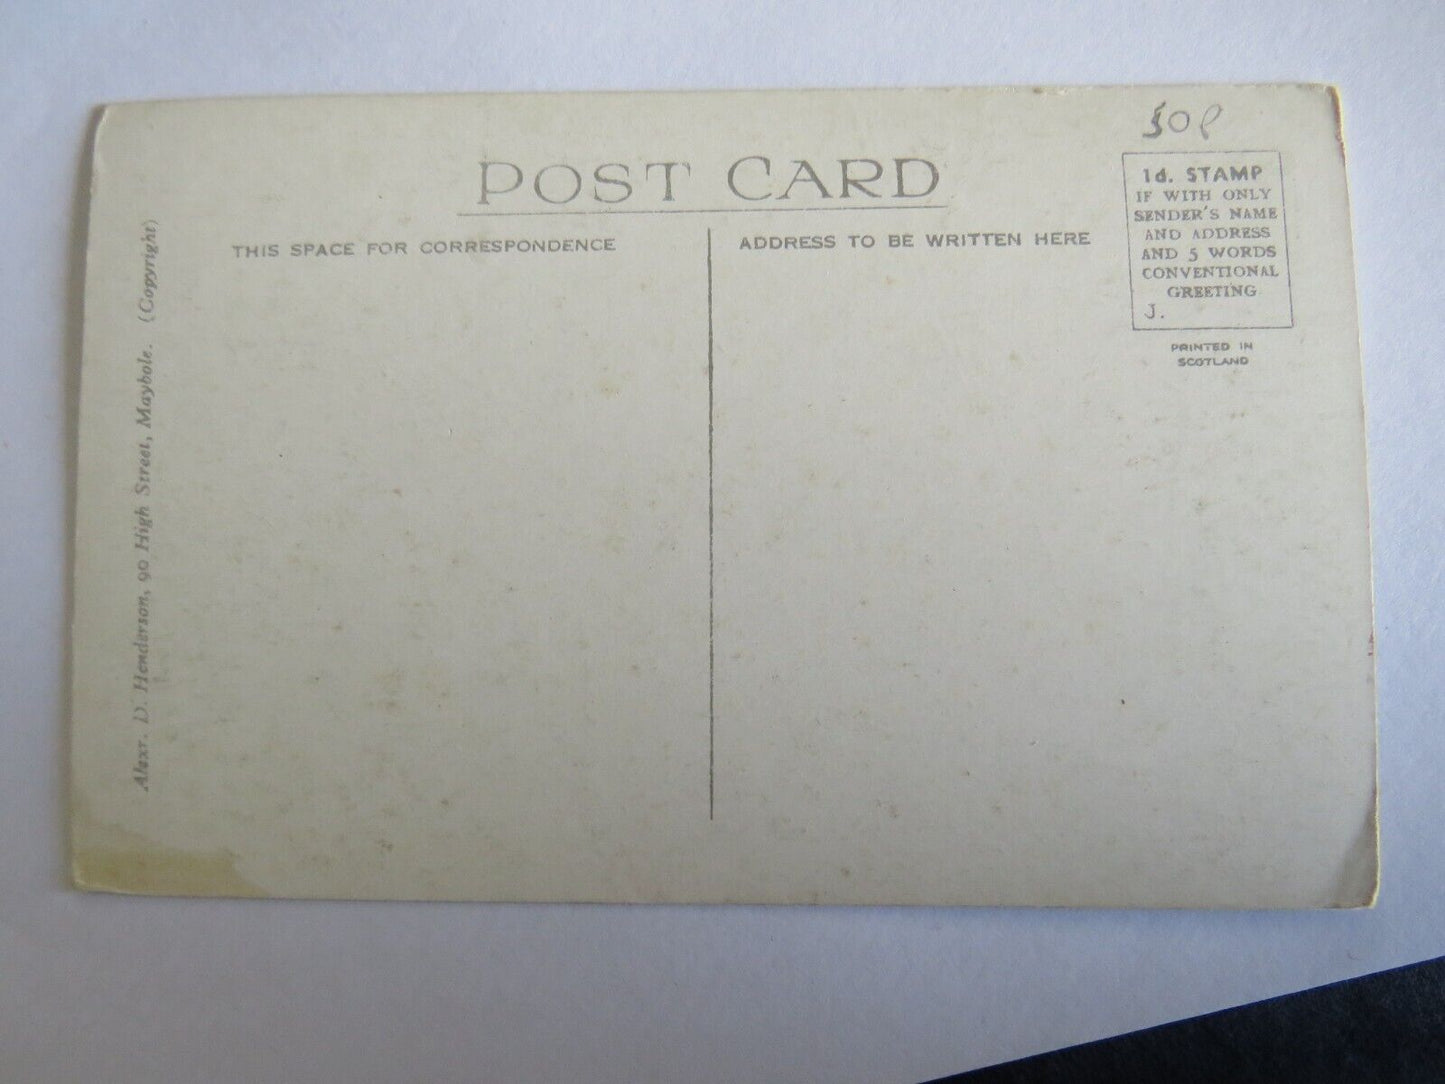 50p
POST CARD
THIS SPACE FOR CORRESPONDENCE
ADDRESS TO BE WRITTEN HERE
1d. STAMP
IF WITH ONLY
SENDER'S NAME
AND ADDRESS
AND 5 WORDS
CONVENTIONAL
GREETING
J.
PRINTED IN
SCOTLAND
Alexr. D. Henderson, 90 High Street, Maybole. (Copyright)